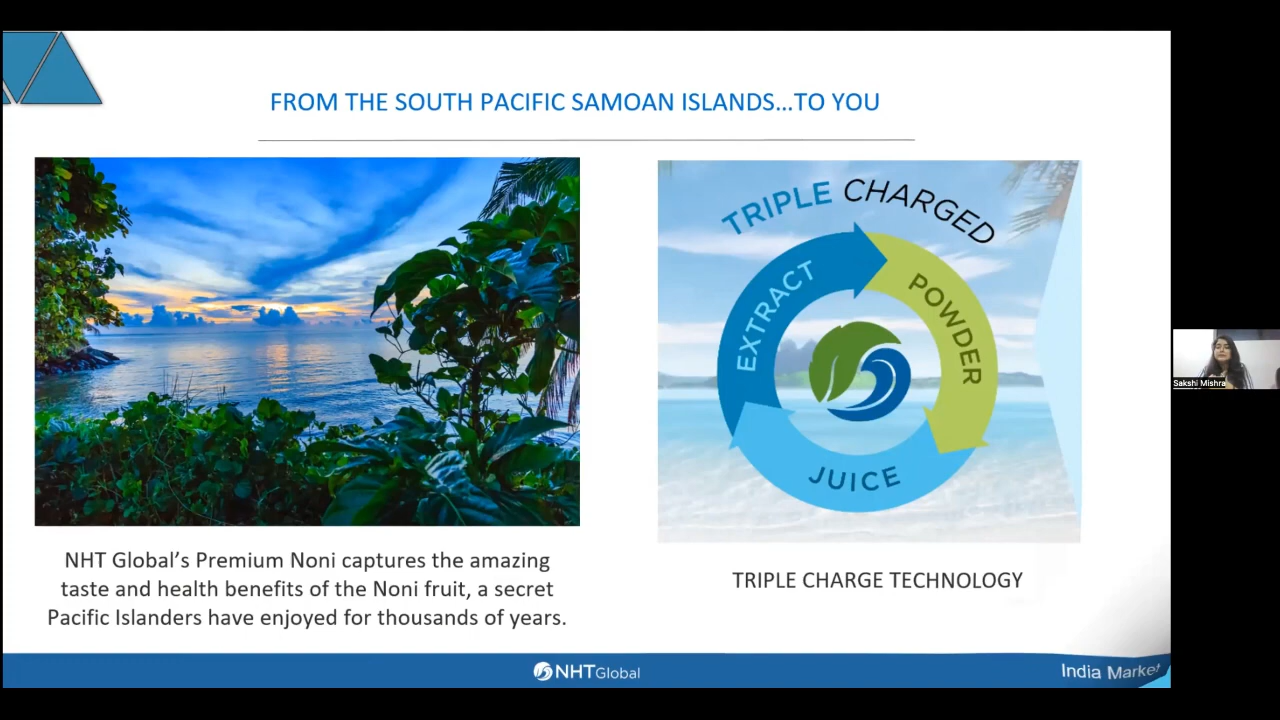 FROM THE SOUTH PACIFIC SAMOAN ISLANDS...TO YOU
TRIPLE CHARGED
EXTRACT
POWDER
JUICE
NHT Global’s Premium Noni captures the amazing
taste and health benefits of the Noni fruit, a secret
Pacific Islanders have enjoyed for thousands of years.
TRIPLE CHARGE TECHNOLOGY
NHTGlobal
India Market
Sakshi Mishra